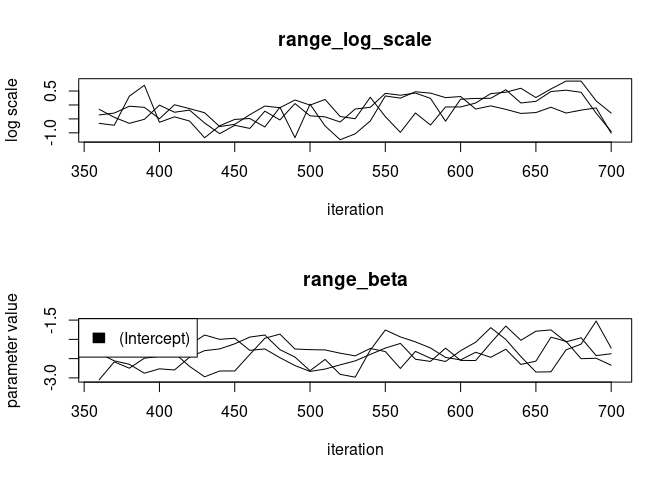 range_log_scale
log scale
0.5
-1.0
350 400 450 500 550 600 650 700
iteration
range_beta
parameter value
-1.5
(Intercept)
-3.0
350 400 450 500 550 600 650 700
iteration